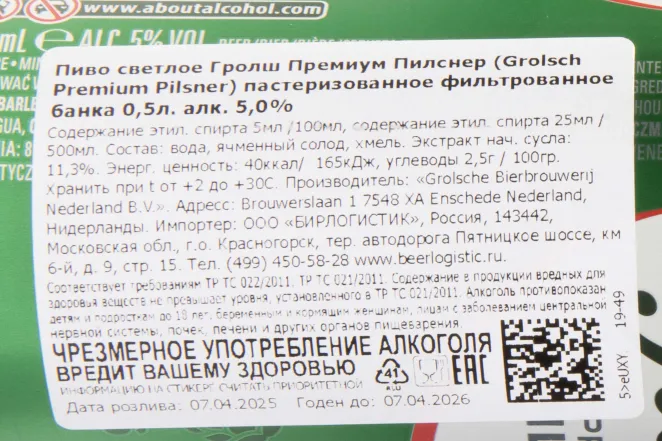 www.aboutalcohol.com
mL e ALC 5% VOL
Пиво светлое Гролш Премиум Пилснер (Grolsch
Premium Pilsner) пастеризованное фильтрованное
банка 0,5л. алк. 5,0%
Содержание этил. спирта 5мл /100мл, содержание этил. спирта 25мл /
500мл. Состав: вода, ячменный солод, хмель. Экстракт нач. сусла:
11,3%. Энерг. ценность: 40ккал/ 165кДж, углеводы 2,5г / 100гр.
Хранить при t от +2 до +30С. Производитель: «Grolsche Bierbrouwerij
Nederland B.V.». Адрес: Brouwerslaan 1 7548 XA Enschede Nederland,
Нидерланды. Импортер: ООО «БИРЛОГИСТИК», Россия, 143442,
Московская обл., г.о. Красногорск, тер. автодорога Пятницкое шоссе, км
6-й, д. 9, стр. 15. Тел. (499) 450-58-28 www.beerlogistic.ru.
Соответствует требованиям ТР ТС 022/2011. ТР ТС 021/2011. Содержание в продукции вредных для
здоровья веществ не превышает уровня, установленного в ТР ТС 021/2011. Алкоголь противопоказан
детям и подросткам до 18 лет, беременным и кормящим женщинам, лицам с заболеванием центральной
нервной системы, почек, печени и других органов пищеварения.
ЧРЕЗМЕРНОЕ УПОТРЕБЛЕНИЕ АЛКОГОЛЯ
ВРЕДИТ ВАШЕМУ ЗДОРОВЬЮ
41
ALU
EAC
ИНФОРМАЦИЮ НА СТИКЕРЕ СЧИТАТЬ ПРИОРИТЕТНОЙ
Дата розлива: 07.04.2025 Годен до: 07.04.2026
5>eUXY 19-49